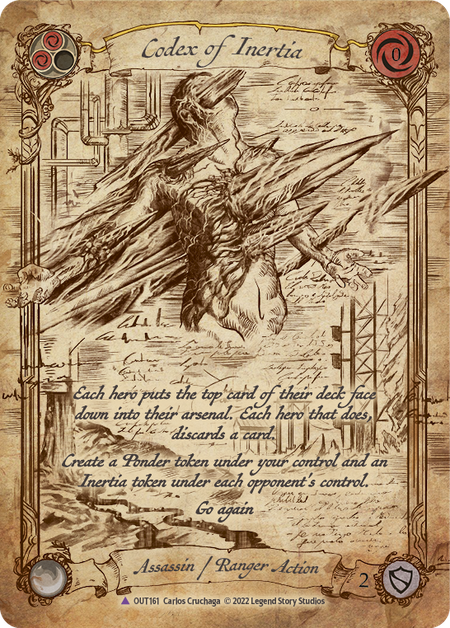 Codex of Inertia
0
Each hero puts the top card of their deck face
down into their arsenal. Each hero that does,
discards a card.
Create a Ponder token under your control and an
Inertia token under each opponent's control.
Go again
Assassin / Ranger Action
2
OUT161 Carlos Cruchaga © 2022 Legend Story Studios